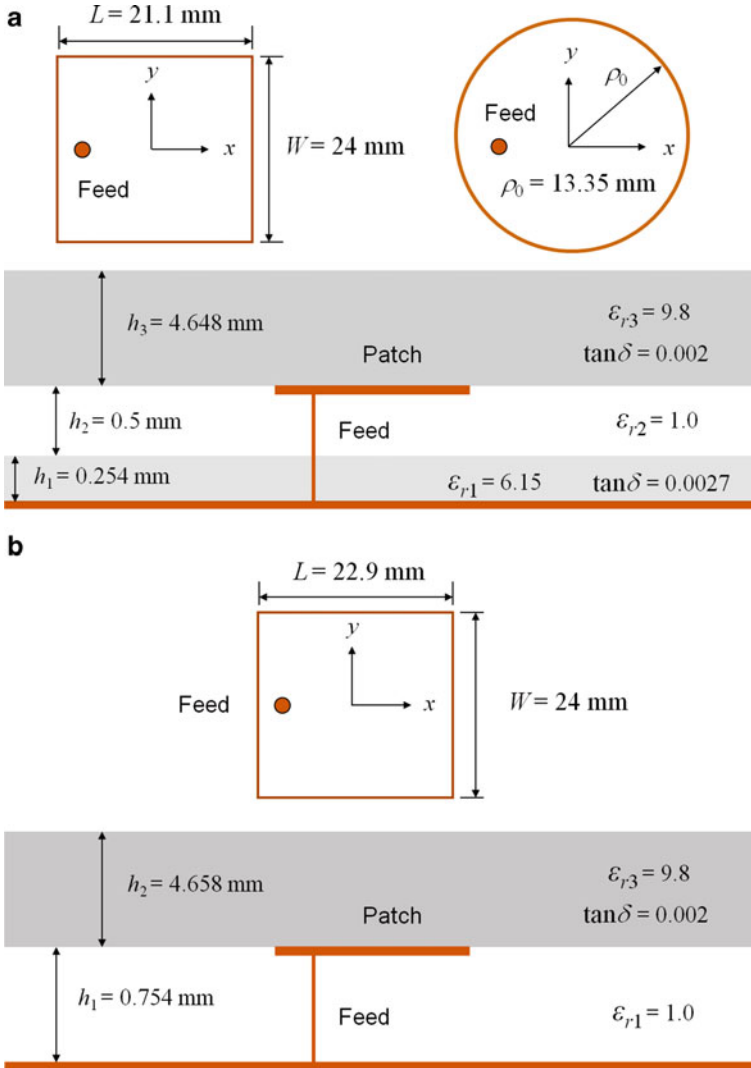 a
L = 21.1 mm
y
x
Feed
W = 24 mm
ρ₀
Feed
y
x
ρ₀ = 13.35 mm
h₃ = 4.648 mm
εr3 = 9.8
Patch
tanδ = 0.002
h₂ = 0.5 mm
Feed
εr2 = 1.0
h₁ = 0.254 mm
εr1 = 6.15
tanδ = 0.0027
b
L = 22.9 mm
y
Feed
x
W = 24 mm
h₂ = 4.658 mm
εr3 = 9.8
Patch
tanδ = 0.002
h₁ = 0.754 mm
Feed
εr1 = 1.0